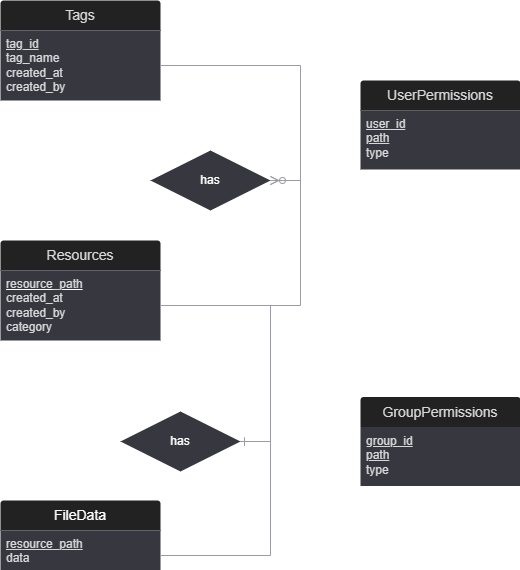 Tags
tag_id
tag_name
created_at
created_by
UserPermissions
user_id
path
type
has
Resources
resource_path
created_at
created_by
category
GroupPermissions
group_id
path
type
has
FileData
resource_path
data